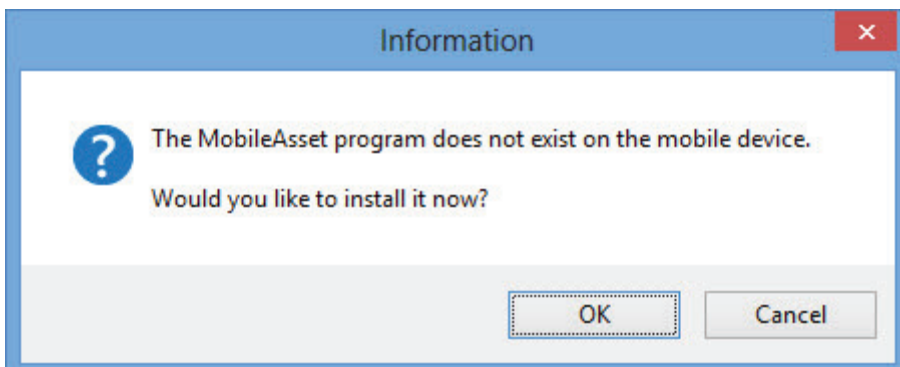 Information
The MobileAsset program does not exist on the mobile device.
Would you like to install it now?
OK
Cancel